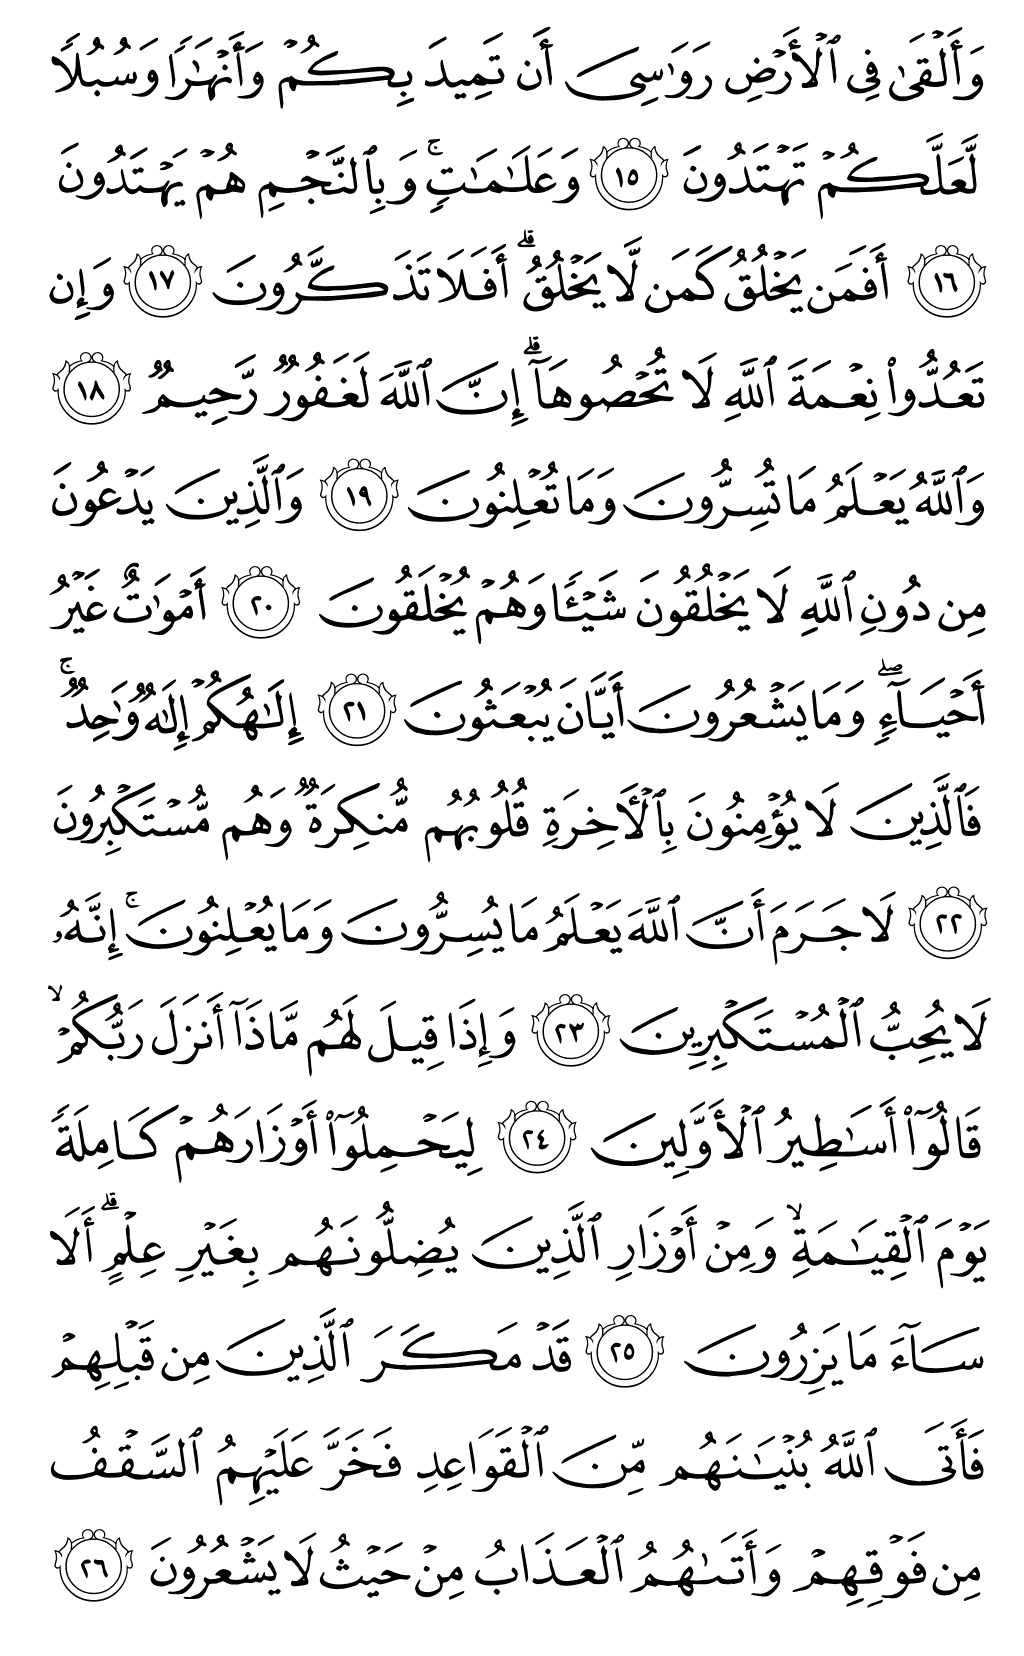 وَأَلۡقَىٰ فِي ٱلۡأَرۡضِ رَوَٰسِيَ أَن تَمِيدَ بِكُمۡ وَأَنۡهَٰرٗا وَسُبُلٗا
لَّعَلَّكُمۡ تَهۡتَدُونَ ١٥ وَعَلَٰمَٰتٖۚ وَبِٱلنَّجۡمِ هُمۡ يَهۡتَدُونَ
١٦ أَفَمَن يَخۡلُقُ كَمَن لَّا يَخۡلُقُۗ أَفَلَا تَذَكَّرُونَ ١٧ وَإِن
تَعُدُّواْ نِعۡمَةَ ٱللَّهِ لَا تُحۡصُوهَآۗ إِنَّ ٱللَّهَ لَغَفُورٞ رَّحِيمٞ ١٨
وَٱللَّهُ يَعۡلَمُ مَا تُسِرُّونَ وَمَا تُعۡلِنُونَ ١٩ وَٱلَّذِينَ يَدۡعُونَ
مِن دُونِ ٱللَّهِ لَا يَخۡلُقُونَ شَيۡـٔٗا وَهُمۡ يُخۡلَقُونَ ٢٠ أَمۡوَٰتٌ غَيۡرُ
أَحۡيَآءٖۖ وَمَا يَشۡعُرُونَ أَيَّانَ يُبۡعَثُونَ ٢١ إِلَٰهُكُمۡ إِلَٰهٞ وَٰحِدٞۚ
فَٱلَّذِينَ لَا يُؤۡمِنُونَ بِٱلۡأٓخِرَةِ قُلُوبُهُم مُّنكِرَةٞ وَهُم مُّسۡتَكۡبِرُونَ
٢٢ لَا جَرَمَ أَنَّ ٱللَّهَ يَعۡلَمُ مَا يُسِرُّونَ وَمَا يُعۡلِنُونَۚ إِنَّهُۥ
لَا يُحِبُّ ٱلۡمُسۡتَكۡبِرِينَ ٢٣ وَإِذَا قِيلَ لَهُم مَّاذَآ أَنزَلَ رَبُّكُمۡۙ
قَالُوٓاْ أَسَٰطِيرُ ٱلۡأَوَّلِينَ ٢٤ لِيَحۡمِلُوٓاْ أَوۡزَارَهُمۡ كَامِلَةٗ
يَوۡمَ ٱلۡقِيَٰمَةِۙ وَمِنۡ أَوۡزَارِ ٱلَّذِينَ يُضِلُّونَهُم بِغَيۡرِ عِلۡمٍۗ أَلَا
سَآءَ مَا يَزِرُونَ ٢٥ قَدۡ مَكَرَ ٱلَّذِينَ مِن قَبۡلِهِمۡ
فَأَتَى ٱللَّهُ بُنۡيَٰنَهُم مِّنَ ٱلۡقَوَاعِدِ فَخَرَّ عَلَيۡهِمُ ٱلسَّقۡفُ
مِن فَوۡقِهِمۡ وَأَتَىٰهُمُ ٱلۡعَذَابُ مِنۡ حَيۡثُ لَا يَشۡعُرُونَ ٢٦